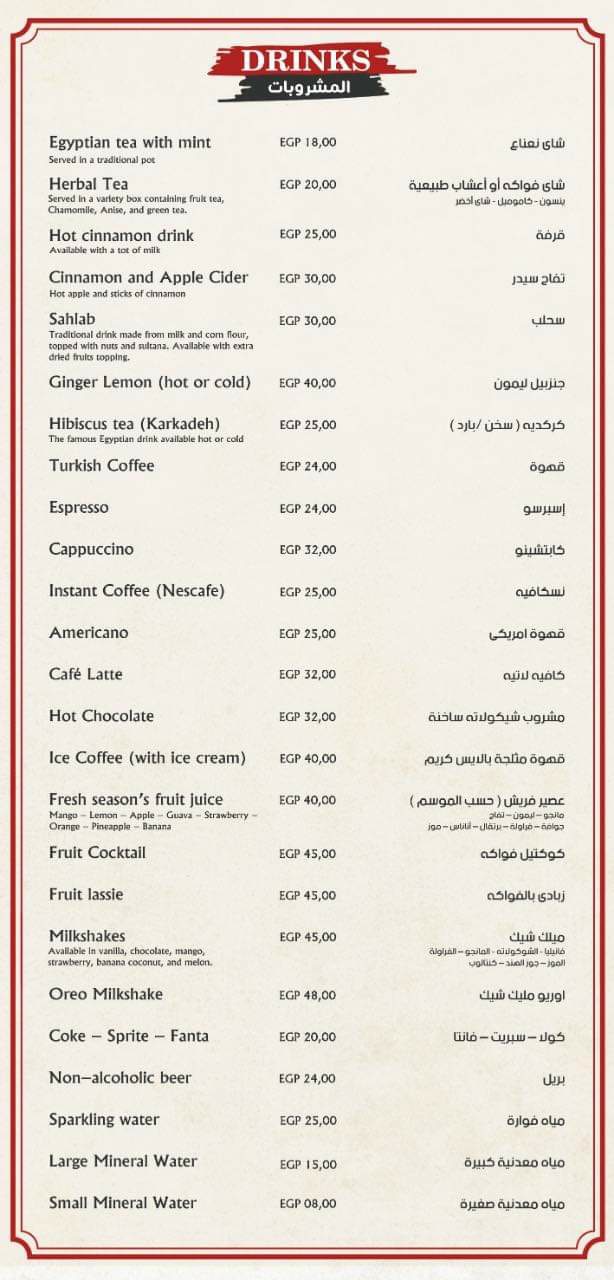 DRINKS
المشروبات
Egyptian tea with mint EGP 18,00 شاى نعناع
Served in a traditional pot
Herbal Tea EGP 20,00 شاى فواكه أو أعشاب طبيعية
Served in a variety box containing fruit tea, ينسون - كاموميل - شاى أخضر
Chamomile, Anise, and green tea.
Hot cinnamon drink EGP 25,00 قرفة
Available with a tot of milk
Cinnamon and Apple Cider EGP 30,00 تفاح سيدر
Hot apple and sticks of cinnamon
Sahlab EGP 30,00 سحلب
Traditional drink made from milk and corn flour,
topped with nuts and sultana. Available with extra
dried fruits topping.
Ginger Lemon (hot or cold) EGP 40,00 جنزبيل ليمون
Hibiscus tea (Karkadeh) EGP 25,00 كركديه ( سخن /بارد )
The famous Egyptian drink available hot or cold
Turkish Coffee EGP 24,00 قهوة
Espresso EGP 24,00 إسبرسو
Cappuccino EGP 32,00 كابتشينو
Instant Coffee (Nescafe) EGP 25,00 نسكافيه
Americano EGP 25,00 قهوة امريكى
Café Latte EGP 32,00 كافيه لاتيه
Hot Chocolate EGP 32,00 مشروب شيكولاته ساخنة
Ice Coffee (with ice cream) EGP 40,00 قهوة مثلجة بالايس كريم
Fresh season's fruit juice EGP 40,00 عصير فريش ( حسب الموسم )
Mango – Lemon – Apple – Guava – Strawberry – مانجو – ليمون – تفاح
Orange – Pineapple – Banana جوافة – فراولة – برتقال – أناناس – موز
Fruit Cocktail EGP 45,00 كوكتيل فواكه
Fruit lassie EGP 45,00 زبادى بالفواكه
Milkshakes EGP 45,00 ميلك شيك
Available in vanilla, chocolate, mango, فانيليا - الشوكولاته - المانجو – الفراولة
strawberry, banana coconut, and melon. الموز – جوز الهند – كنتالوب
Oreo Milkshake EGP 48,00 اوريو مليك شيك
Coke – Sprite – Fanta EGP 20,00 كولا – سبريت – فانتا
Non–alcoholic beer EGP 24,00 بريل
Sparkling water EGP 25,00 مياه فوارة
Large Mineral Water EGP 15,00 مياه معدنية كبيرة
Small Mineral Water EGP 08,00 مياه معدنية صغيرة